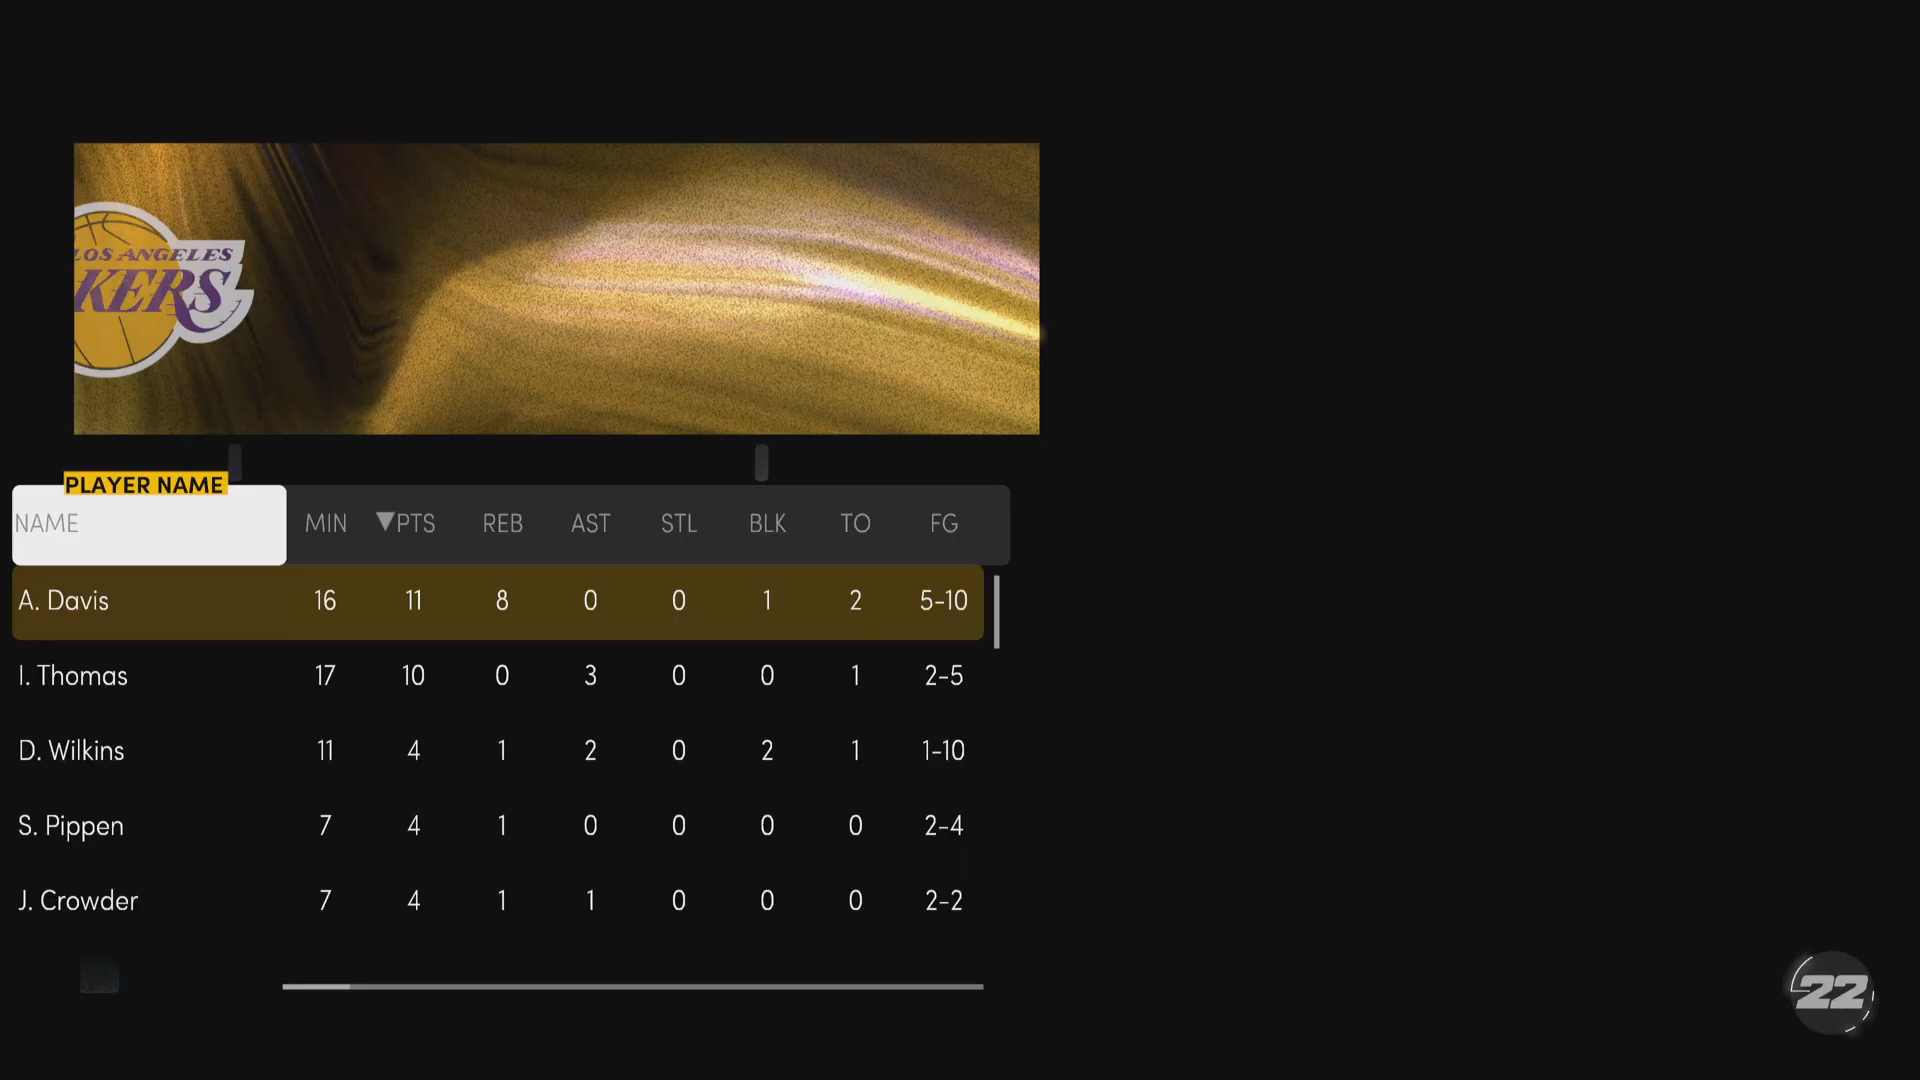 LOS ANGELES
KERS
PLAYER NAME
NAME MIN ▼PTS REB AST STL BLK TO FG
A. Davis 16 11 8 0 0 1 2 5-10
I. Thomas 17 10 0 3 0 0 1 2-5
D. Wilkins 11 4 1 2 0 2 1 1-10
S. Pippen 7 4 1 0 0 0 0 2-4
J. Crowder 7 4 1 1 0 0 0 2-2
22